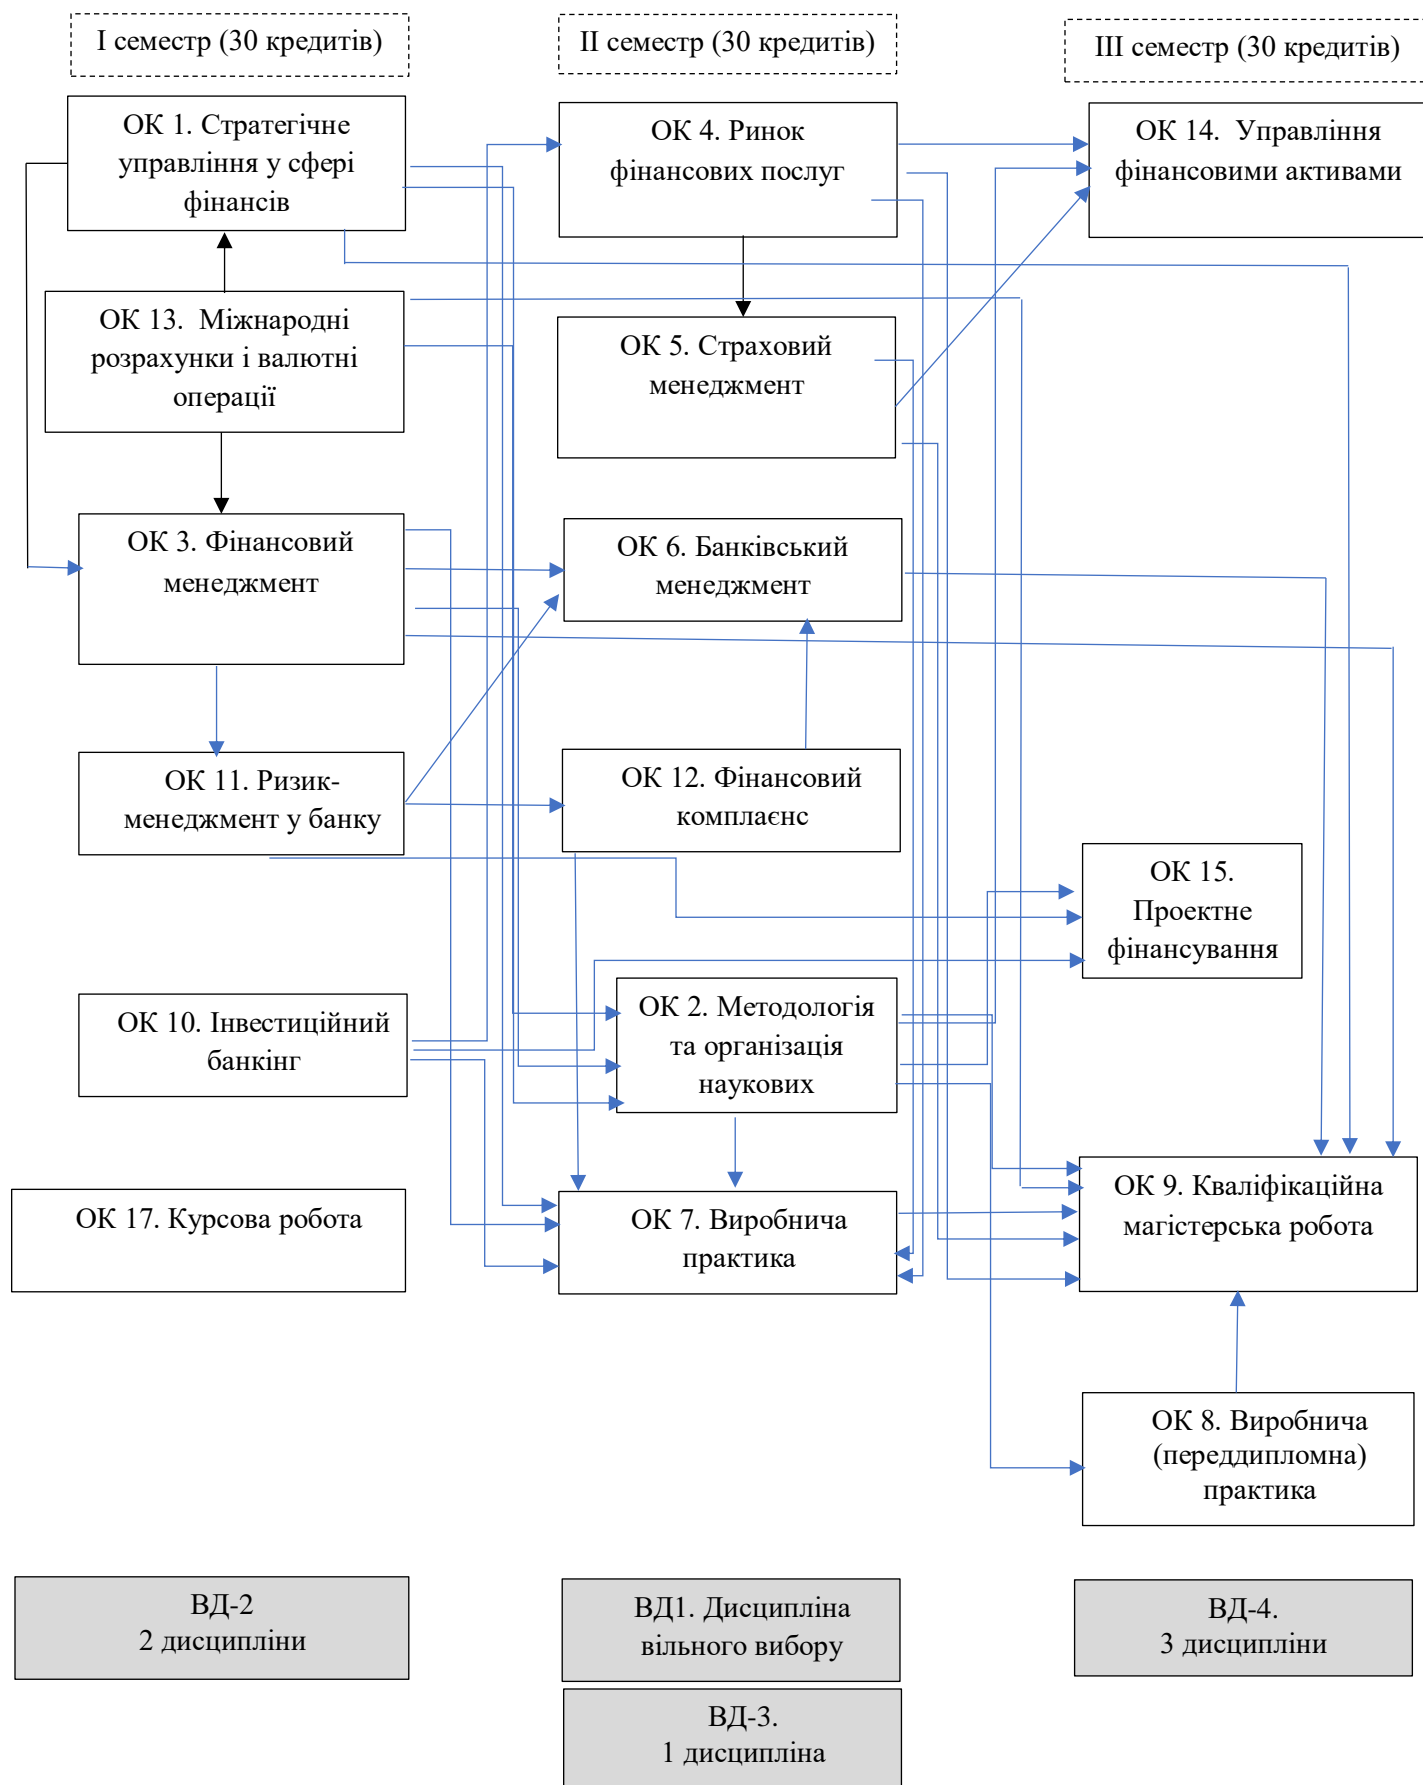 І семестр (30 кредитів)
ІІ семестр (30 кредитів)
ІІІ семестр (30 кредитів)
ОК 1. Стратегічне
управління у сфері
фінансів
ОК 4. Ринок
фінансових послуг
ОК 14. Управління
фінансовими активами
ОК 13. Міжнародні
розрахунки і валютні
операції
ОК 5. Страховий
менеджмент
ОК 3. Фінансовий
менеджмент
ОК 6. Банківський
менеджмент
ОК 11. Ризик-
менеджмент у банку
ОК 12. Фінансовий
комплаєнс
ОК 15.
Проектне
фінансування
ОК 10. Інвестиційний
банкінг
ОК 2. Методологія
та організація
наукових
ОК 17. Курсова робота
ОК 7. Виробнича
практика
ОК 9. Кваліфікаційна
магістерська робота
ОК 8. Виробнича
(переддипломна)
практика
ВД-2
2 дисципліни
ВД1. Дисципліна
вільного вибору
ВД-4.
3 дисципліни
ВД-3.
1 дисципліна